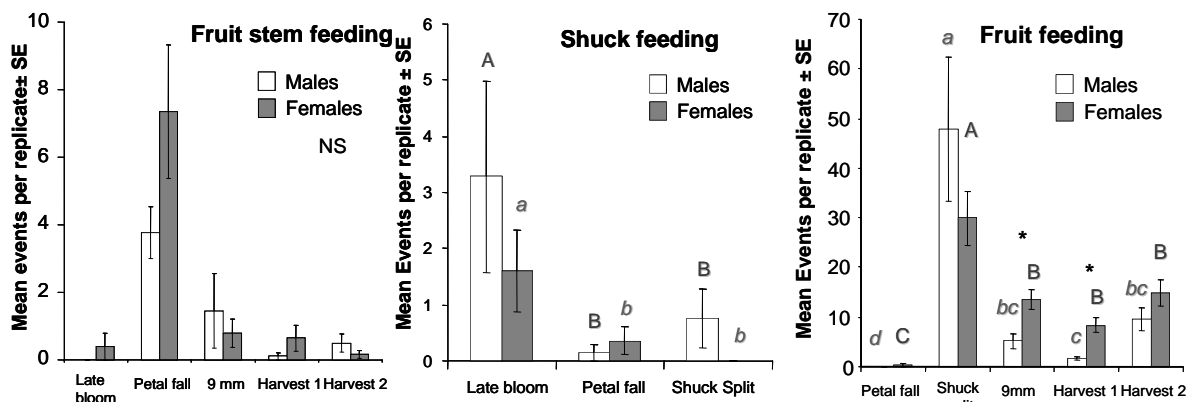 Fruit stem feeding
Mean events per replicate± SE
10
8
6
4
2
0
Males
Females
NS
Late
bloom
Petal fall
9 mm
Harvest 1
Harvest 2
Shuck feeding
Mean Events per replicate ± SE
6
5
4
3
2
1
0
Males
Females
A
a
B
b
B
b
Late bloom
Petal fall
Shuck Split
Fruit feeding
Mean Events per replicate ± SE
70
60
50
40
30
20
10
0
Males
Females
d
C
a
A
*
bc
B
*
c
B
bc
B
Petal fall
Shuck
9mm
Harvest 1
Harvest 2